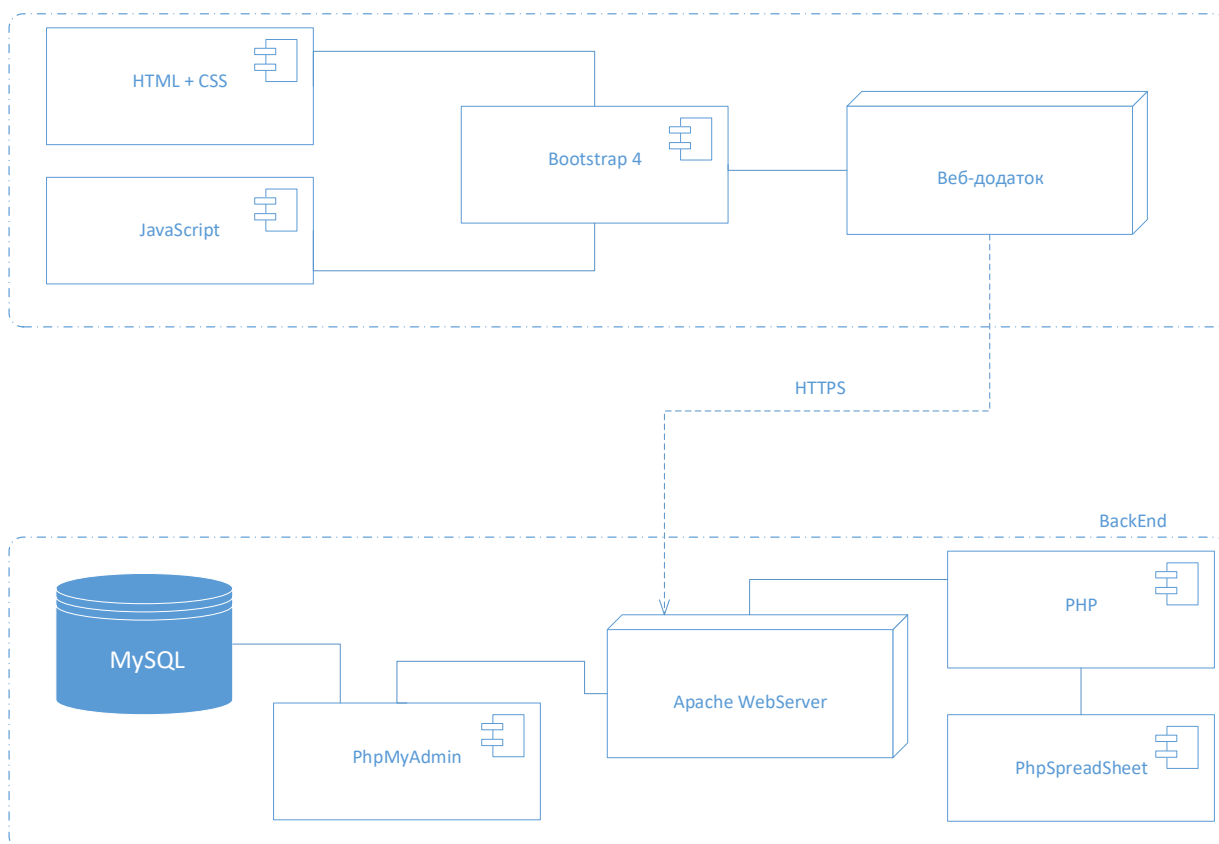 HTML + CSS
Bootstrap 4
Веб-додаток
JavaScript
HTTPS
BackEnd
PHP
MySQL
Apache WebServer
PhpMyAdmin
PhpSpreadSheet